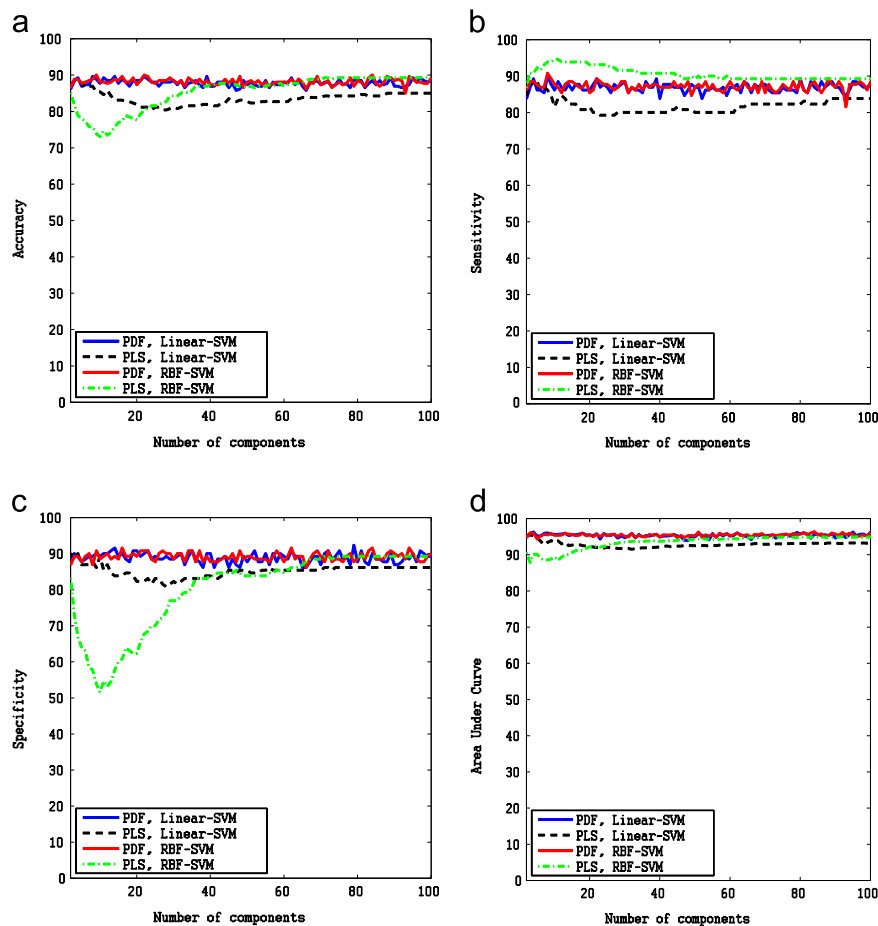 a
100
90
80
70
60
50
40
30
20
10
0
Accuracy
PDF, Linear-SVM
PLS, Linear-SVM
PDF, RBF-SVM
PLS, RBF-SVM
20 40 60 80 100
Number of components
b
100
90
80
70
60
50
40
30
20
10
0
Sensitivity
PDF, Linear-SVM
PLS, Linear-SVM
PDF, RBF-SVM
PLS, RBF-SVM
20 40 60 80 100
Number of components
c
100
90
80
70
60
50
40
30
20
10
0
Specificity
PDF, Linear-SVM
PLS, Linear-SVM
PDF, RBF-SVM
PLS, RBF-SVM
20 40 60 80 100
Number of components
d
100
90
80
70
60
50
40
30
20
10
0
Area Under Curve
PDF, Linear-SVM
PLS, Linear-SVM
PDF, RBF-SVM
PLS, RBF-SVM
20 40 60 80 100
Number of components